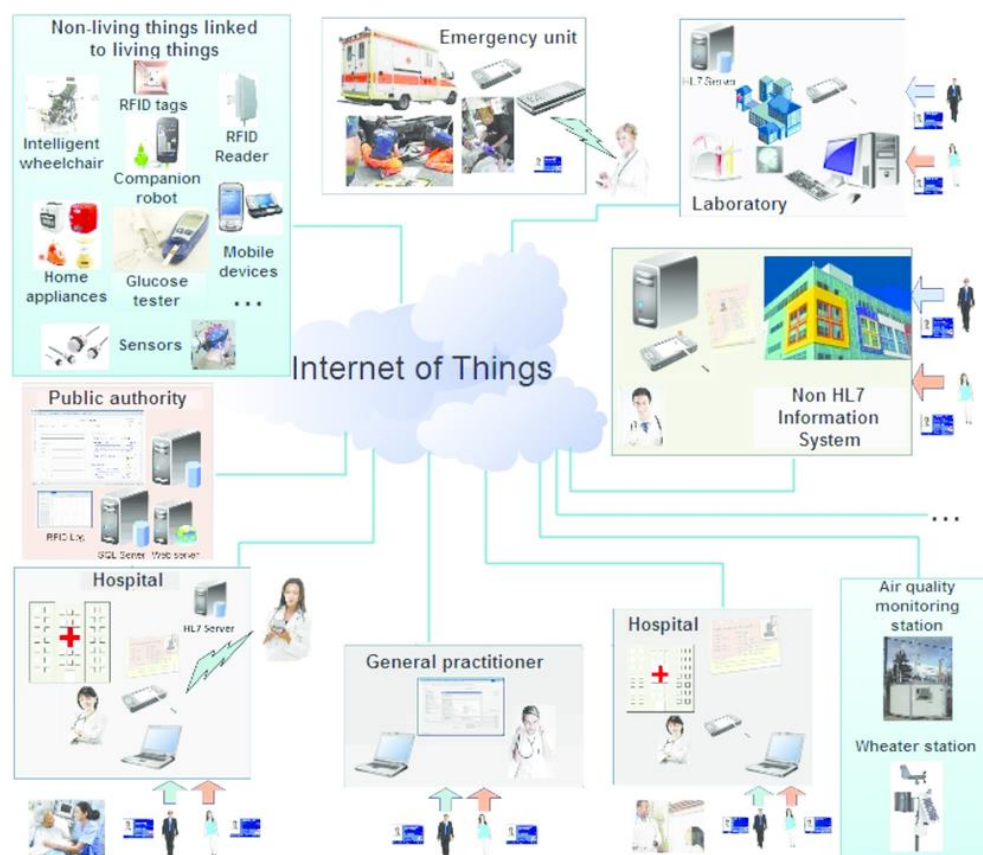 Non-living things linked
to living things
Intelligent
wheelchair
RFID tags
RFID
Reader
Companion
robot
Home
appliances
Glucose
tester
Mobile
devices
...
Sensors
Emergency unit
HL7 Server
Laboratory
Internet of Things
Non HL7
Information
System
Public authority
RFID Log
SQL Server
Web server
...
Hospital
HL7 Server
General practitioner
Hospital
Air quality
monitoring
station
Wheater station